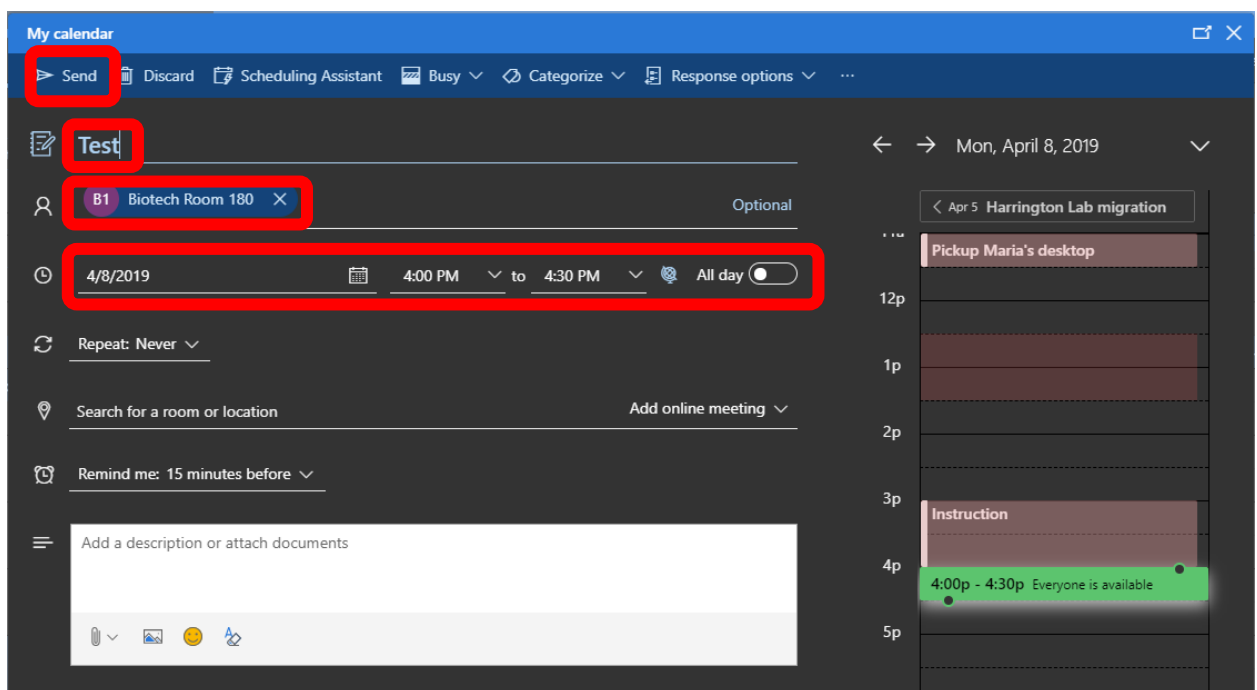 My calendar
Send Discard Scheduling Assistant Busy Categorize Response options ...
Test
B1 Biotech Room 180
Optional
4/8/2019 4:00 PM to 4:30 PM All day
Repeat: Never
Search for a room or location Add online meeting
Remind me: 15 minutes before
Add a description or attach documents
Mon, April 8, 2019
Apr 5 Harrington Lab migration
Pickup Maria's desktop
12p
1p
2p
3p
Instruction
4p
4:00p - 4:30p Everyone is available
5p